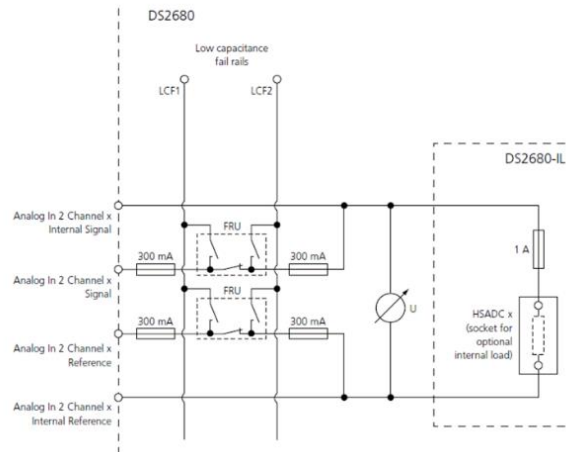 DS2680
Low capacitance
fail rails
LCF1
LCF2
DS2680-IL
Analog In 2 Channel x
Internal Signal
FRU
300 mA
300 mA
1 A
Analog In 2 Channel x
Signal
FRU
U
HSADC x
(socket for
optional
internal load)
300 mA
300 mA
Analog In 2 Channel x
Reference
Analog In 2 Channel x
Internal Reference